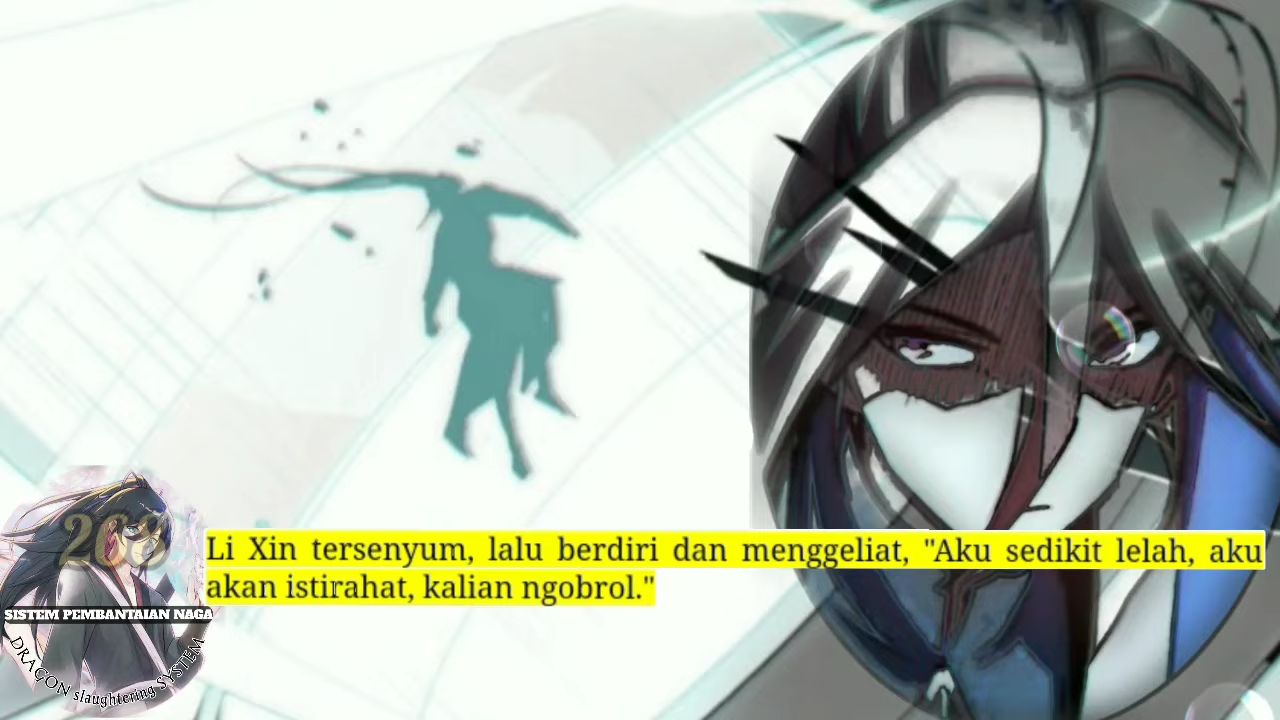 Li Xin tersenyum, lalu berdiri dan menggeliat, "Aku sedikit lelah, aku
akan istirahat, kalian ngobrol."
SISTEM PEMBANTAIAN NAGA
DRAGON slaughtering SYSTEM